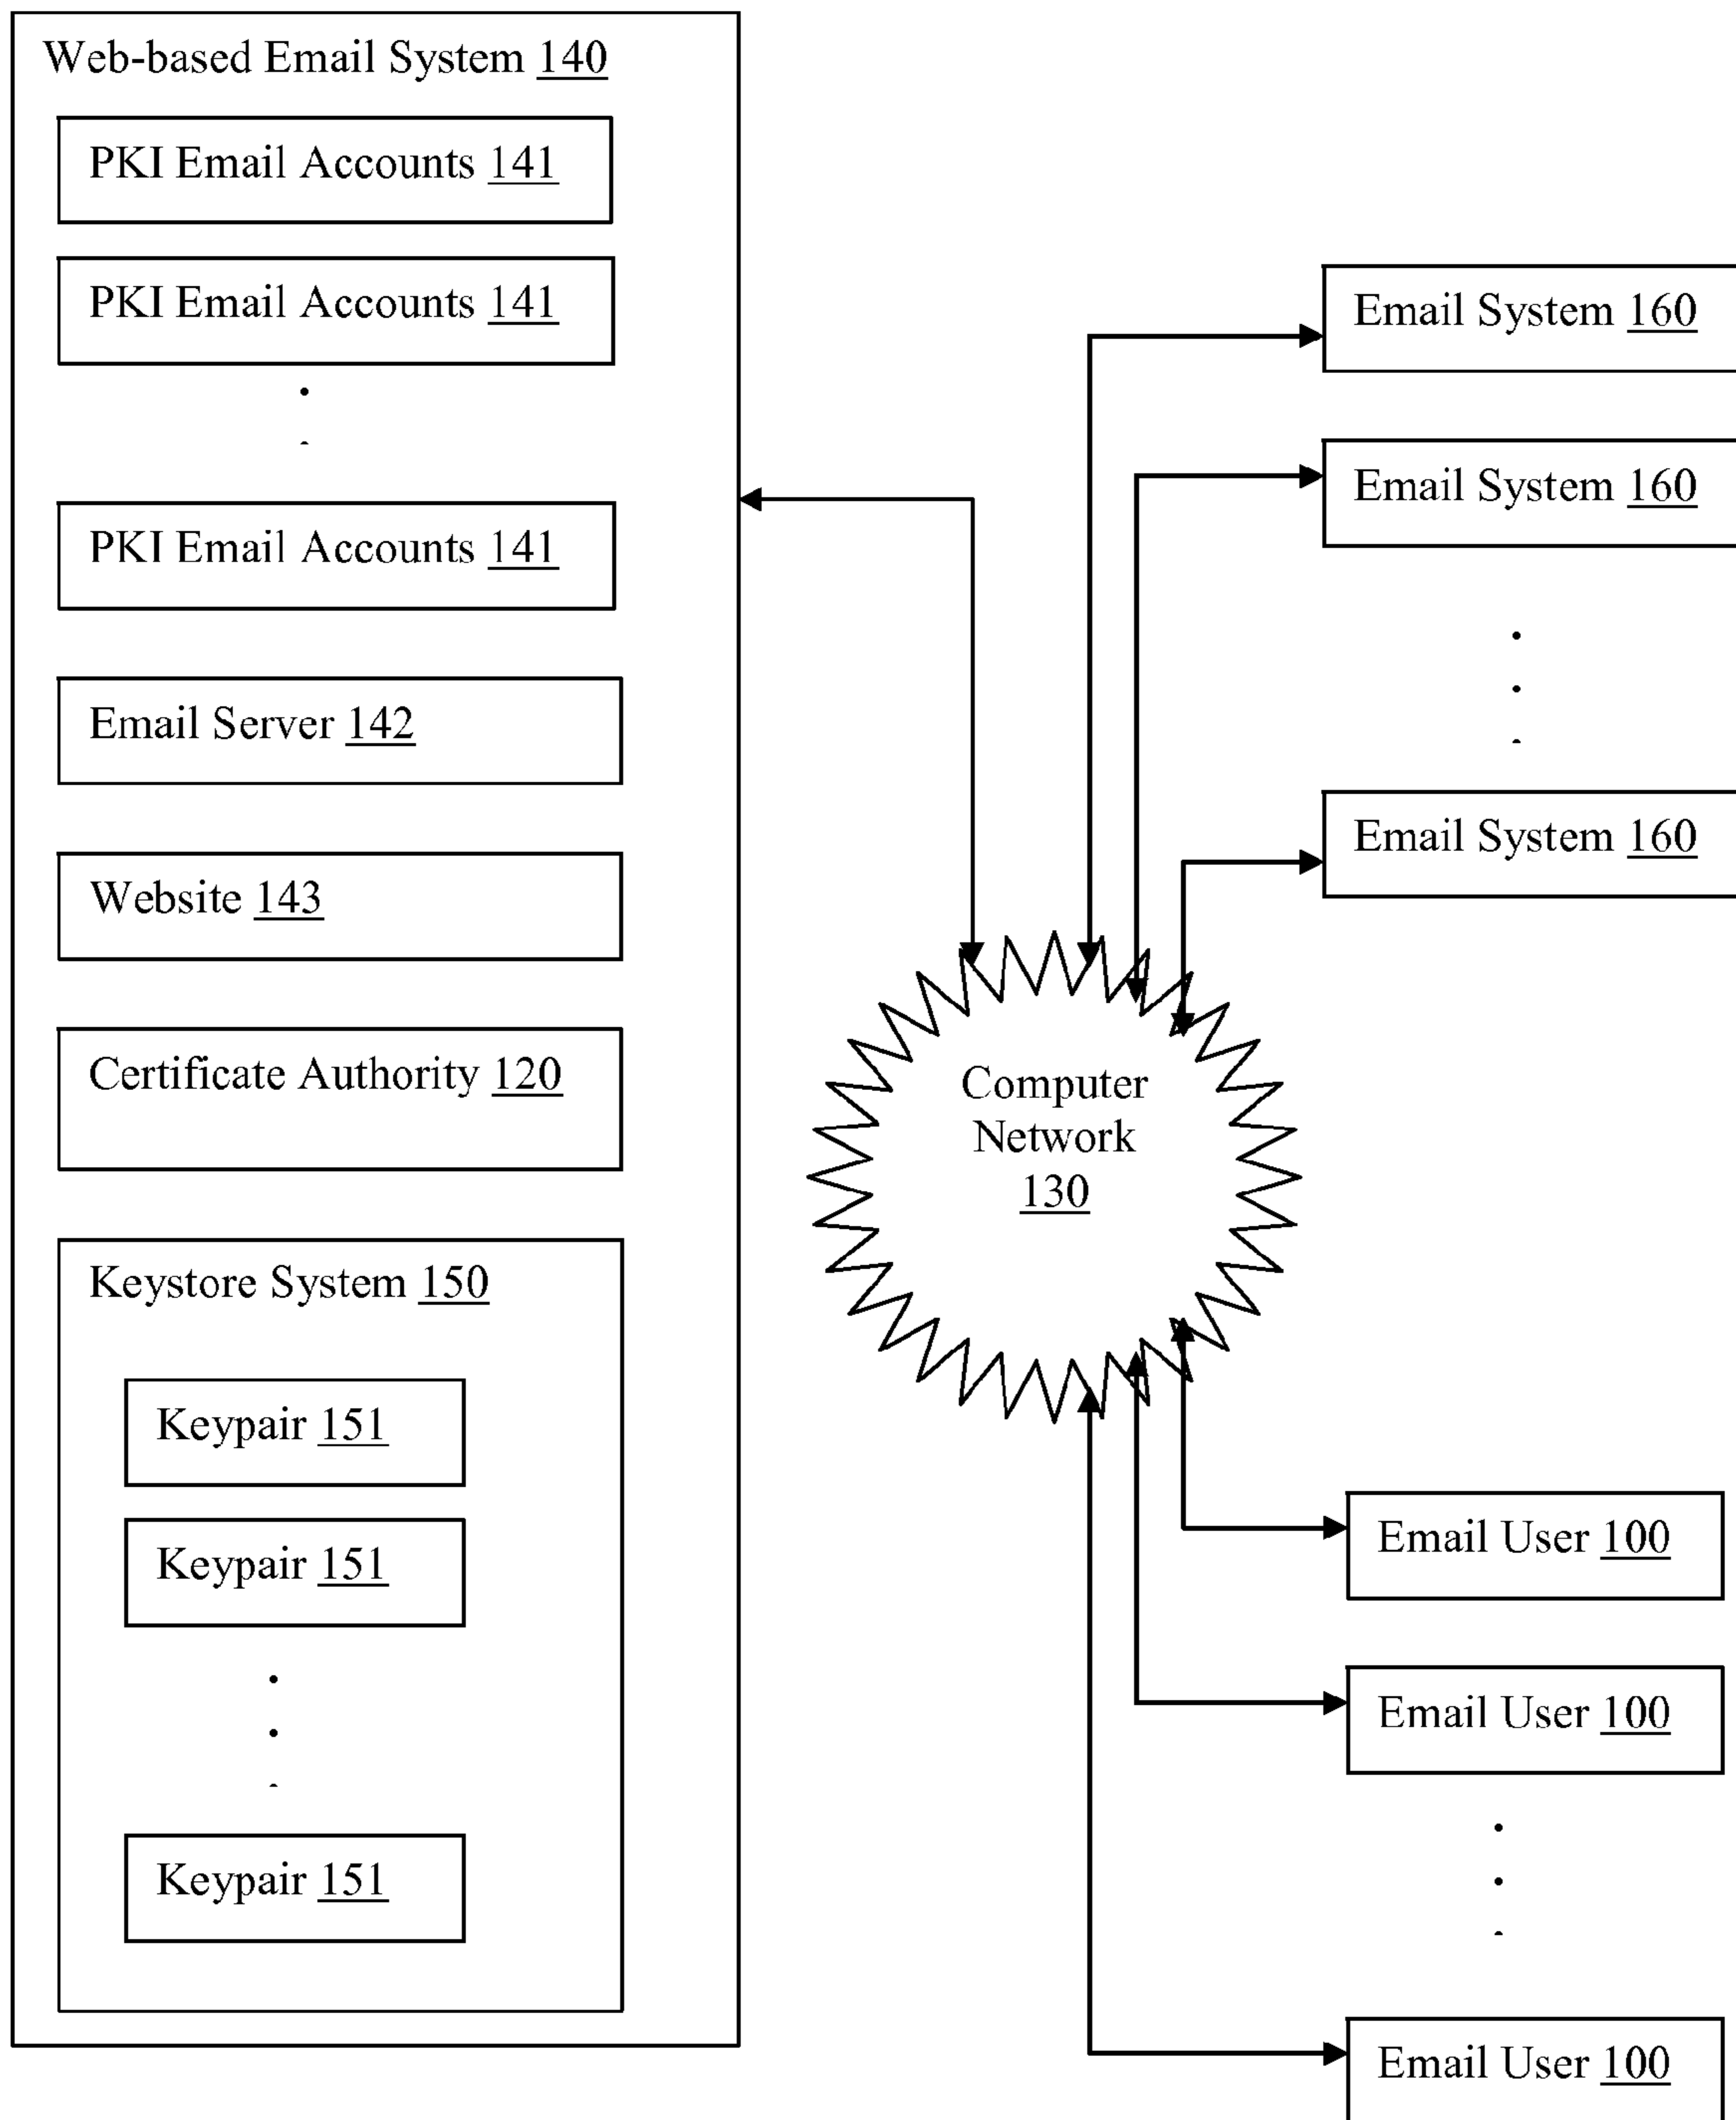 Web-based Email System 140
PKI Email Accounts 141
PKI Email Accounts 141
PKI Email Accounts 141
Email Server 142
Website 143
Certificate Authority 120
Keystore System 150
Keypair 151
Keypair 151
Keypair 151
Computer
Network
130
Email System 160
Email System 160
Email System 160
Email User 100
Email User 100
Email User 100